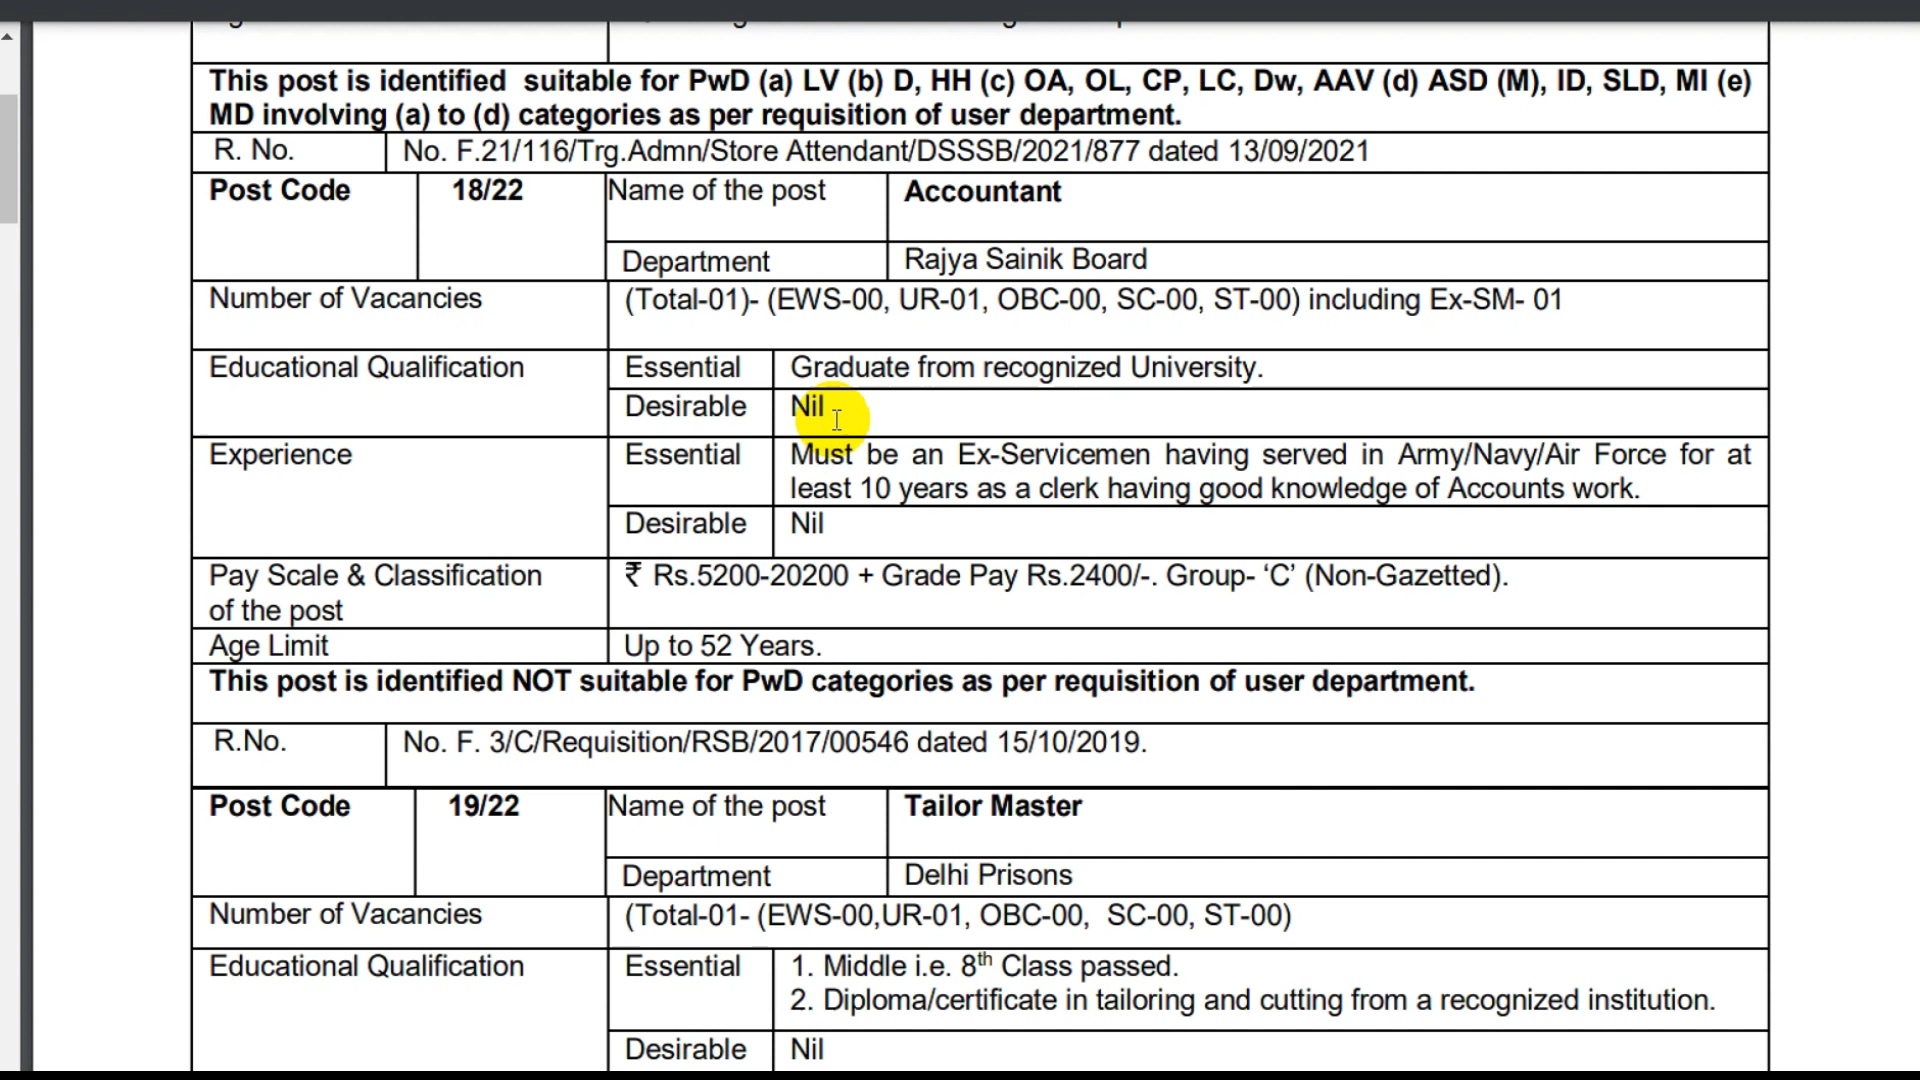 This post is identified suitable for PwD (a) LV (b) D, HH (c) OA, OL, CP, LC, Dw, AAV (d) ASD (M), ID, SLD, MI (e)
MD involving (a) to (d) categories as per requisition of user department.
R. No. No. F.21/116/Trg.Admn/Store Attendant/DSSSB/2021/877 dated 13/09/2021
Post Code 18/22 Name of the post Accountant
Department Rajya Sainik Board
Number of Vacancies (Total-01)- (EWS-00, UR-01, OBC-00, SC-00, ST-00) including Ex-SM- 01
Educational Qualification Essential Graduate from recognized University.
Desirable Nil
Experience Essential Must be an Ex-Servicemen having served in Army/Navy/Air Force for at
least 10 years as a clerk having good knowledge of Accounts work.
Desirable Nil
Pay Scale & Classification ₹ Rs.5200-20200 + Grade Pay Rs.2400/-. Group- ‘C’ (Non-Gazetted).
of the post
Age Limit Up to 52 Years.
This post is identified NOT suitable for PwD categories as per requisition of user department.
R.No. No. F. 3/C/Requisition/RSB/2017/00546 dated 15/10/2019.
Post Code 19/22 Name of the post Tailor Master
Department Delhi Prisons
Number of Vacancies (Total-01- (EWS-00,UR-01, OBC-00, SC-00, ST-00)
Educational Qualification Essential 1. Middle i.e. 8th Class passed.
2. Diploma/certificate in tailoring and cutting from a recognized institution.
Desirable Nil